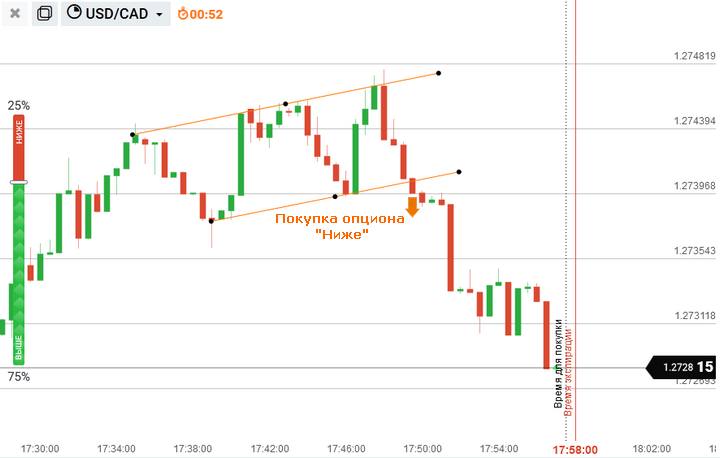 USD/CAD
00:52
1.274819
25%
1.274394
НИЖЕ
1.273968
Покупка опциона
"Ниже"
1.273543
1.273118
ВЫШЕ
Время для покупки
Время экспирации
1.2728 15
75%
1.272693
17:30:00
17:34:00
17:38:00
17:42:00
17:46:00
17:50:00
17:54:00
17:58:00
18:02:00